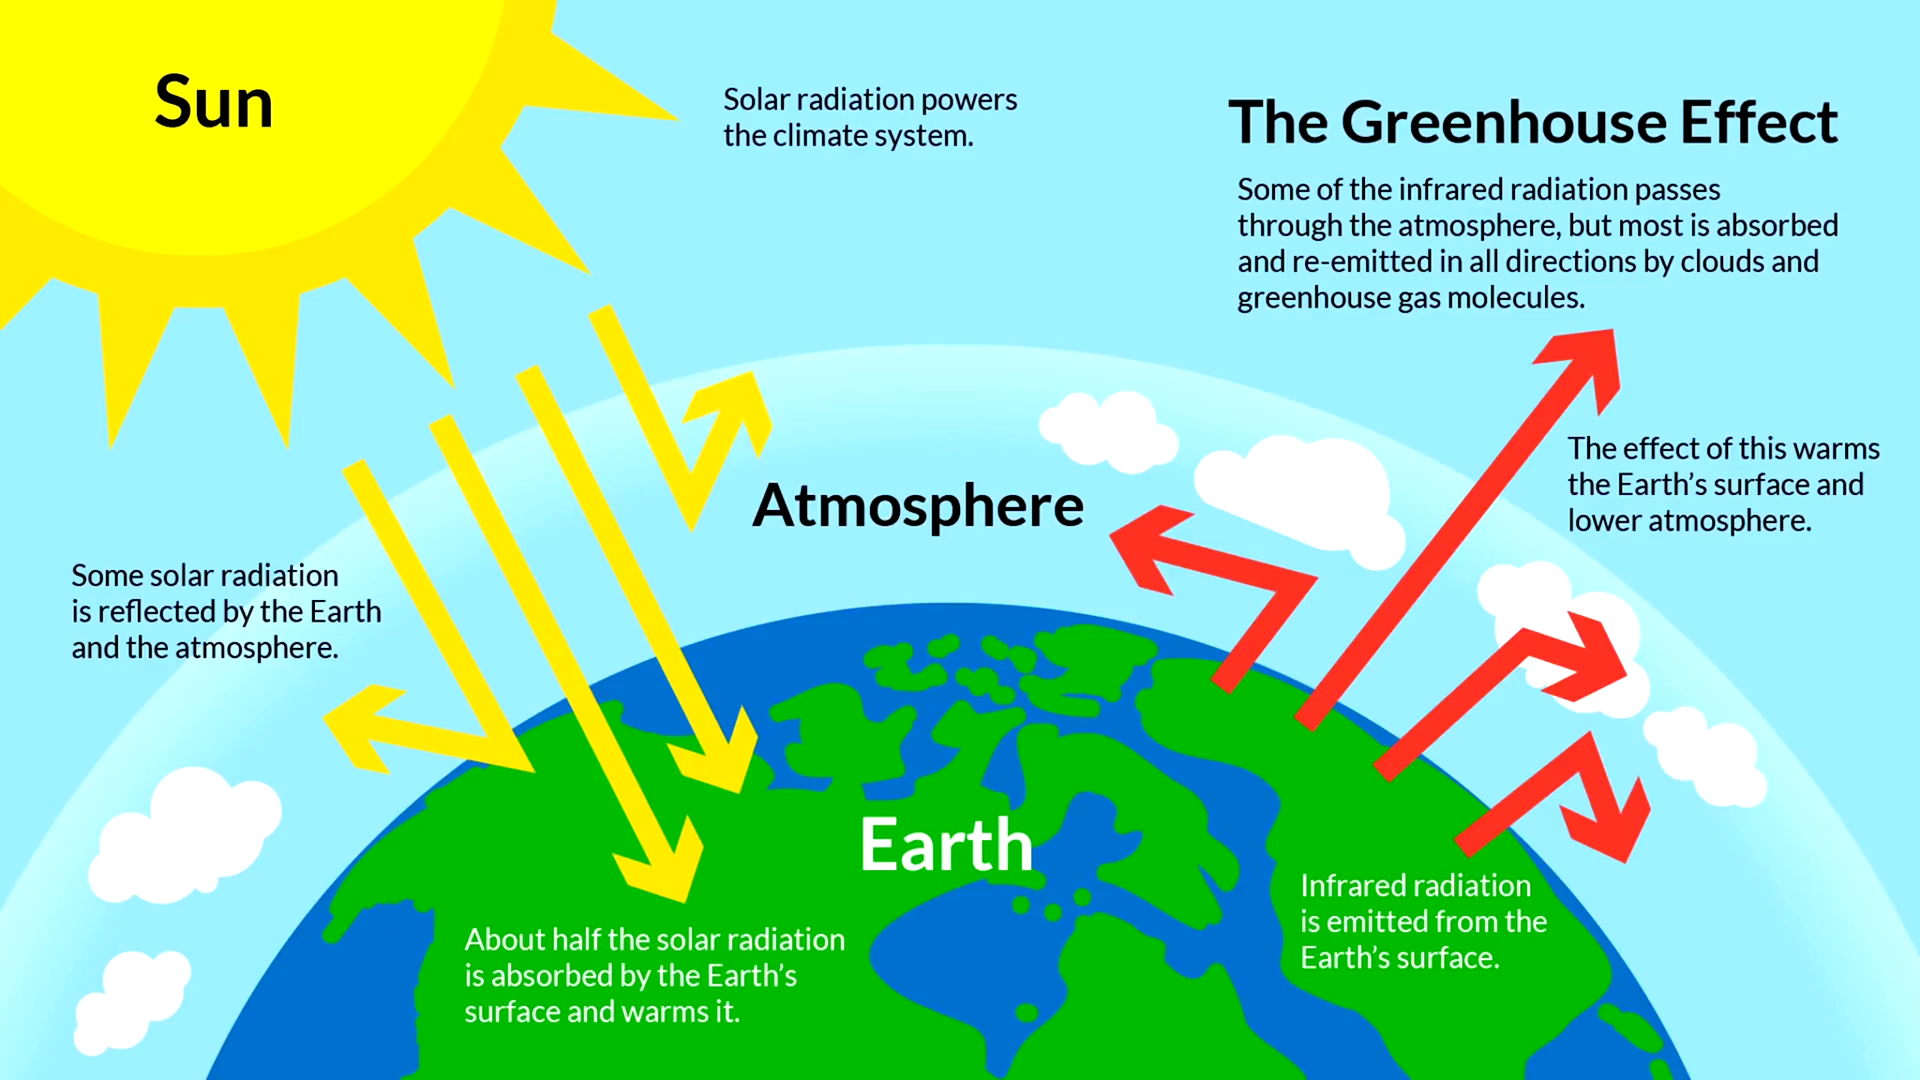 Sun
Solar radiation powers
the climate system.
The Greenhouse Effect
Some of the infrared radiation passes
through the atmosphere, but most is absorbed
and re-emitted in all directions by clouds and
greenhouse gas molecules.
The effect of this warms
the Earth’s surface and
lower atmosphere.
Atmosphere
Some solar radiation
is reflected by the Earth
and the atmosphere.
Earth
About half the solar radiation
is absorbed by the Earth’s
surface and warms it.
Infrared radiation
is emitted from the
Earth’s surface.